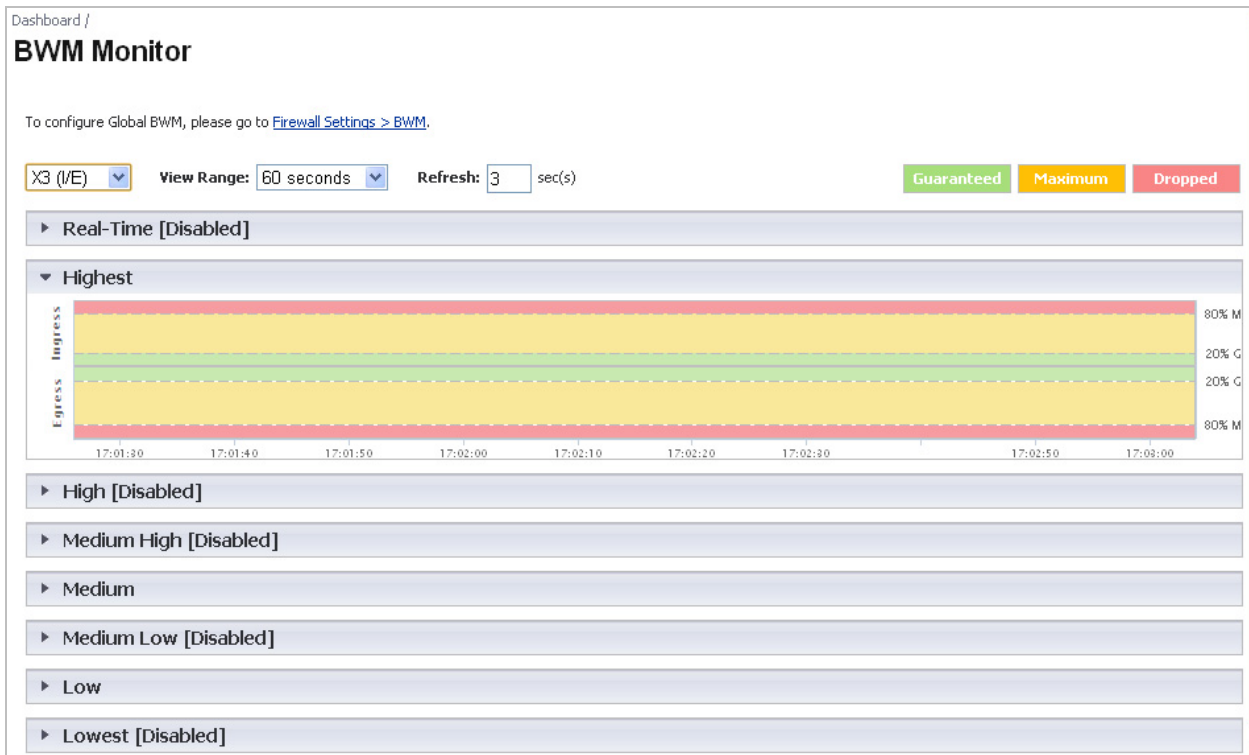 Dashboard /
BWM Monitor
To configure Global BWM, please go to Firewall Settings > BWM.
X3 (I/E) View Range: 60 seconds Refresh: 3 sec(s) Guaranteed Maximum Dropped
Real-Time [Disabled]
Highest
Ingress
80% M
20% G
Egress
20% G
80% M
17:01:30 17:01:40 17:01:50 17:02:00 17:02:10 17:02:20 17:02:30 17:02:50 17:03:00
High [Disabled]
Medium High [Disabled]
Medium
Medium Low [Disabled]
Low
Lowest [Disabled]